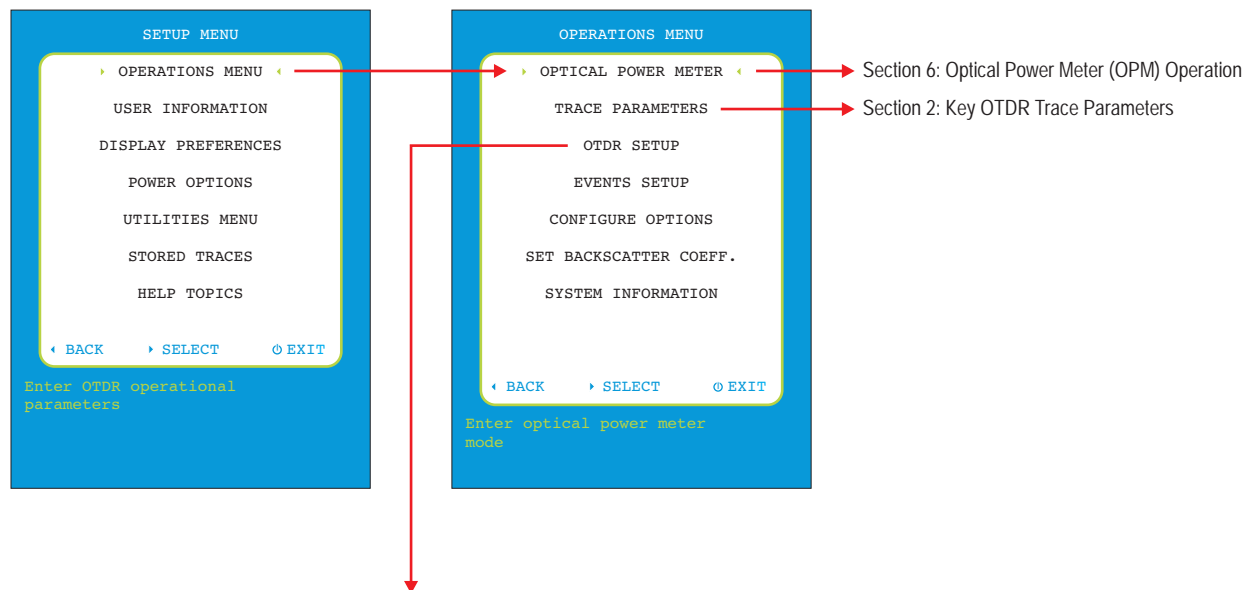 SETUP MENU
OPERATIONS MENU
USER INFORMATION
DISPLAY PREFERENCES
POWER OPTIONS
UTILITIES MENU
STORED TRACES
HELP TOPICS
BACK SELECT EXIT
Enter OTDR operational
parameters
OPERATIONS MENU
OPTICAL POWER METER
TRACE PARAMETERS
OTDR SETUP
EVENTS SETUP
CONFIGURE OPTIONS
SET BACKSCATTER COEFF.
SYSTEM INFORMATION
BACK SELECT EXIT
Enter optical power meter
mode
Section 6: Optical Power Meter (OPM) Operation
Section 2: Key OTDR Trace Parameters